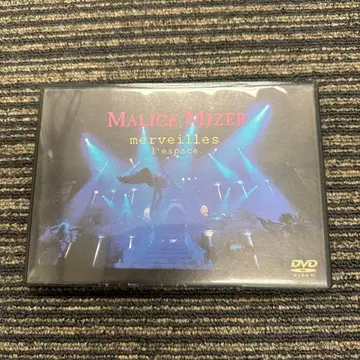 MALICE MIZER
merveilles
l'espace
DVD
VIDEO